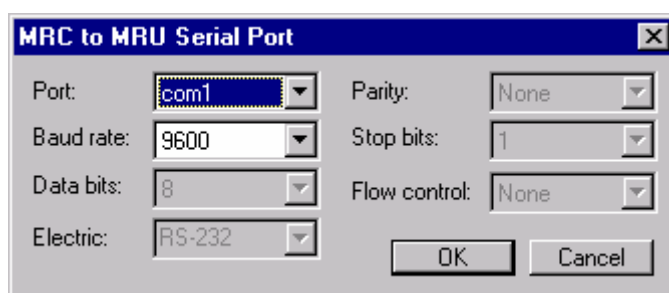 MRC to MRU Serial Port
Port: com1 Parity: None
Baud rate: 9600 Stop bits: 1
Data bits: 8 Flow control: None
Electric: RS-232
OK Cancel